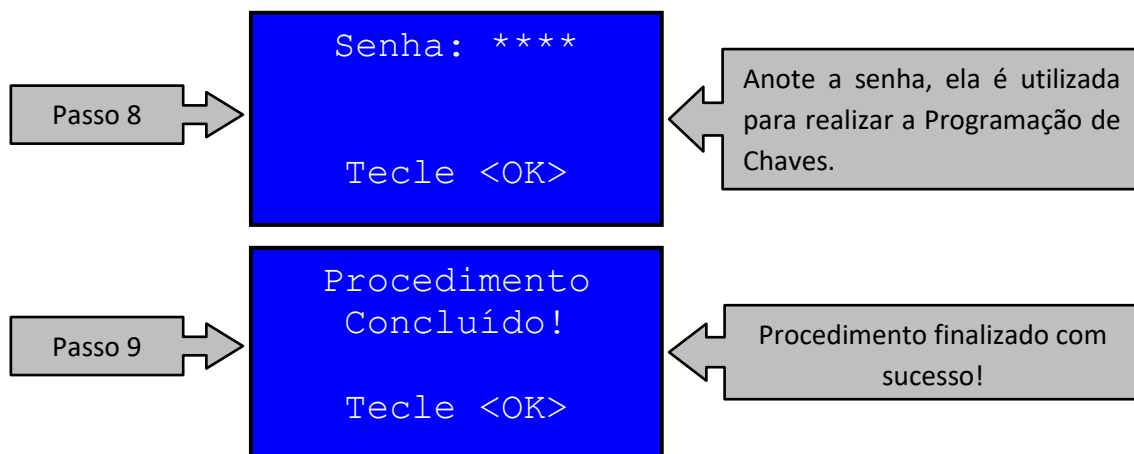 Passo 8
Senha: ****
Tecle <OK>
Anote a senha, ela é utilizada
para realizar a Programação de
Chaves.
Passo 9
Procedimento
Concluído!
Tecle <OK>
Procedimento finalizado com
sucesso!